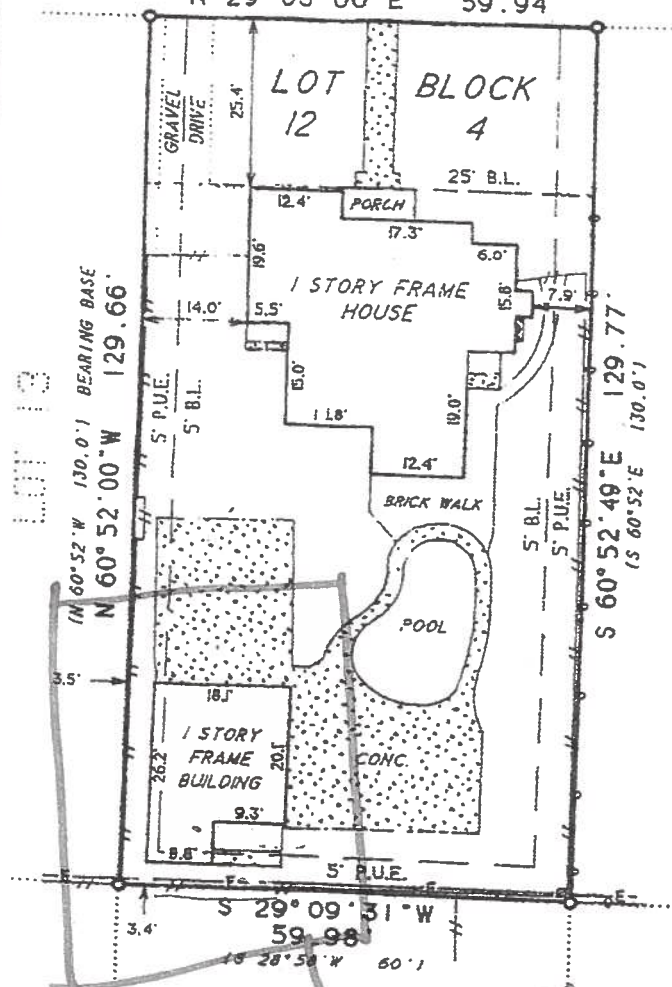 59.94
GRAVEL
DRIVE
25.4'
LOT
12
BLOCK
4
25' B.L.
12.4'
PORCH
17.3'
6.0'
19.6'
1 STORY FRAME
HOUSE
15.8'
7.9'
14.0'
5.5'
15.0'
11.8'
19.0'
12.4'
BRICK WALK
5' P.U.E.
5' B.L.
(N 60°52'W 130.0') BEARING BASE
N 60°52'00"W 129.66'
5' B.L.
5' P.U.E.
S 60°52'49"E 129.77'
(S 60°52'E 130.0')
POOL
3.5'
18.1'
1 STORY
FRAME
BUILDING
26.2'
20.1'
CONC.
9.3'
8.8'
5' P.U.E.
E
E
E
E
3.4'
S 29°09'31"W
59.98'
(S 28°58'W 60')